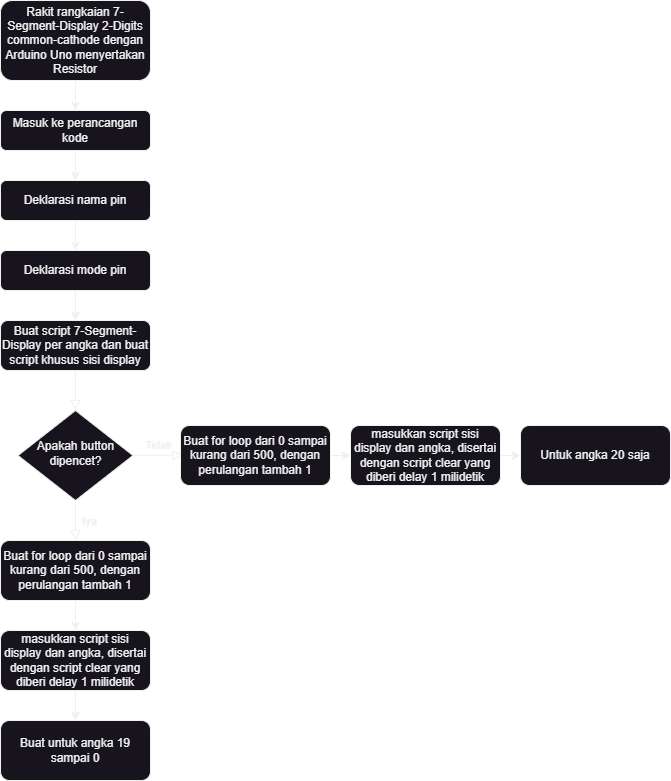 Rakit rangkaian 7-
Segment-Display 2-Digits
common-cathode dengan
Arduino Uno menyertakan
Resistor
Masuk ke perancangan
kode
Deklarasi nama pin
Deklarasi mode pin
Buat script 7-Segment-
Display per angka dan buat
script khusus sisi display
Apakah button
dipencet?
Tidak
Buat for loop dari 0 sampai
kurang dari 500, dengan
perulangan tambah 1
masukkan script sisi
display dan angka, disertai
dengan script clear yang
diberi delay 1 milidetik
Untuk angka 20 saja
Iya
Buat for loop dari 0 sampai
kurang dari 500, dengan
perulangan tambah 1
masukkan script sisi
display dan angka, disertai
dengan script clear yang
diberi delay 1 milidetik
Buat untuk angka 19
sampai 0